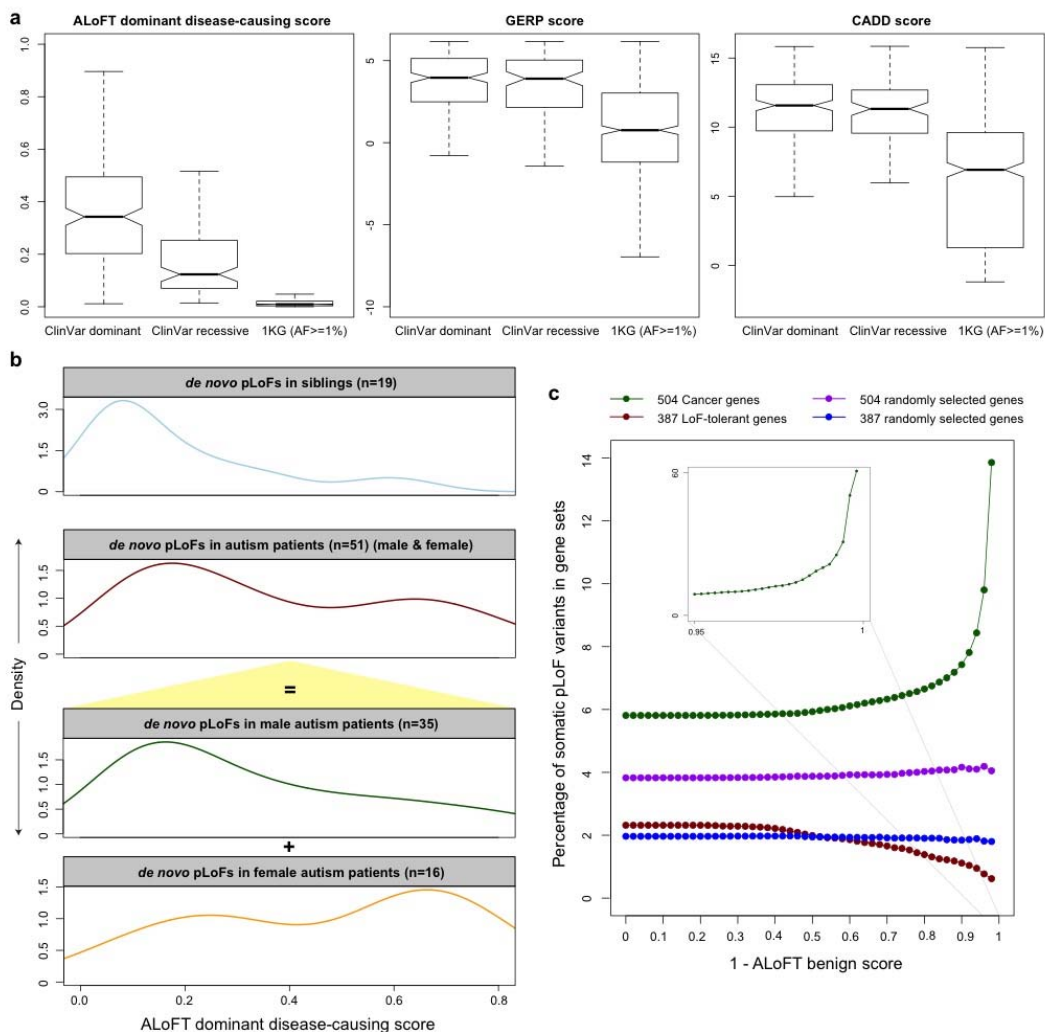 a
ALoFT dominant disease-causing score
GERP score
CADD score
1.0
0.8
0.6
0.4
0.2
0.0
5
0
-5
-10
15
10
5
0
ClinVar dominant ClinVar recessive 1KG (AF>=1%)
ClinVar dominant ClinVar recessive 1KG (AF>=1%)
ClinVar dominant ClinVar recessive 1KG (AF>=1%)
b
de novo pLoFs in siblings (n=19)
3.0
1.5
0
de novo pLoFs in autism patients (n=51) (male & female)
1.5
1.0
0.5
0
=
de novo pLoFs in male autism patients (n=35)
1.5
1.0
0.5
0
+
de novo pLoFs in female autism patients (n=16)
1.5
1.0
0.5
0
Density
0.0 0.2 0.4 0.6 0.8
ALoFT dominant disease-causing score
c
504 Cancer genes
504 randomly selected genes
387 LoF-tolerant genes
387 randomly selected genes
14
12
10
8
6
4
2
0
Percentage of somatic pLoF variants in gene sets
60
0
0.95 1
0 0.1 0.2 0.3 0.4 0.5 0.6 0.7 0.8 0.9 1
1 - ALoFT benign score